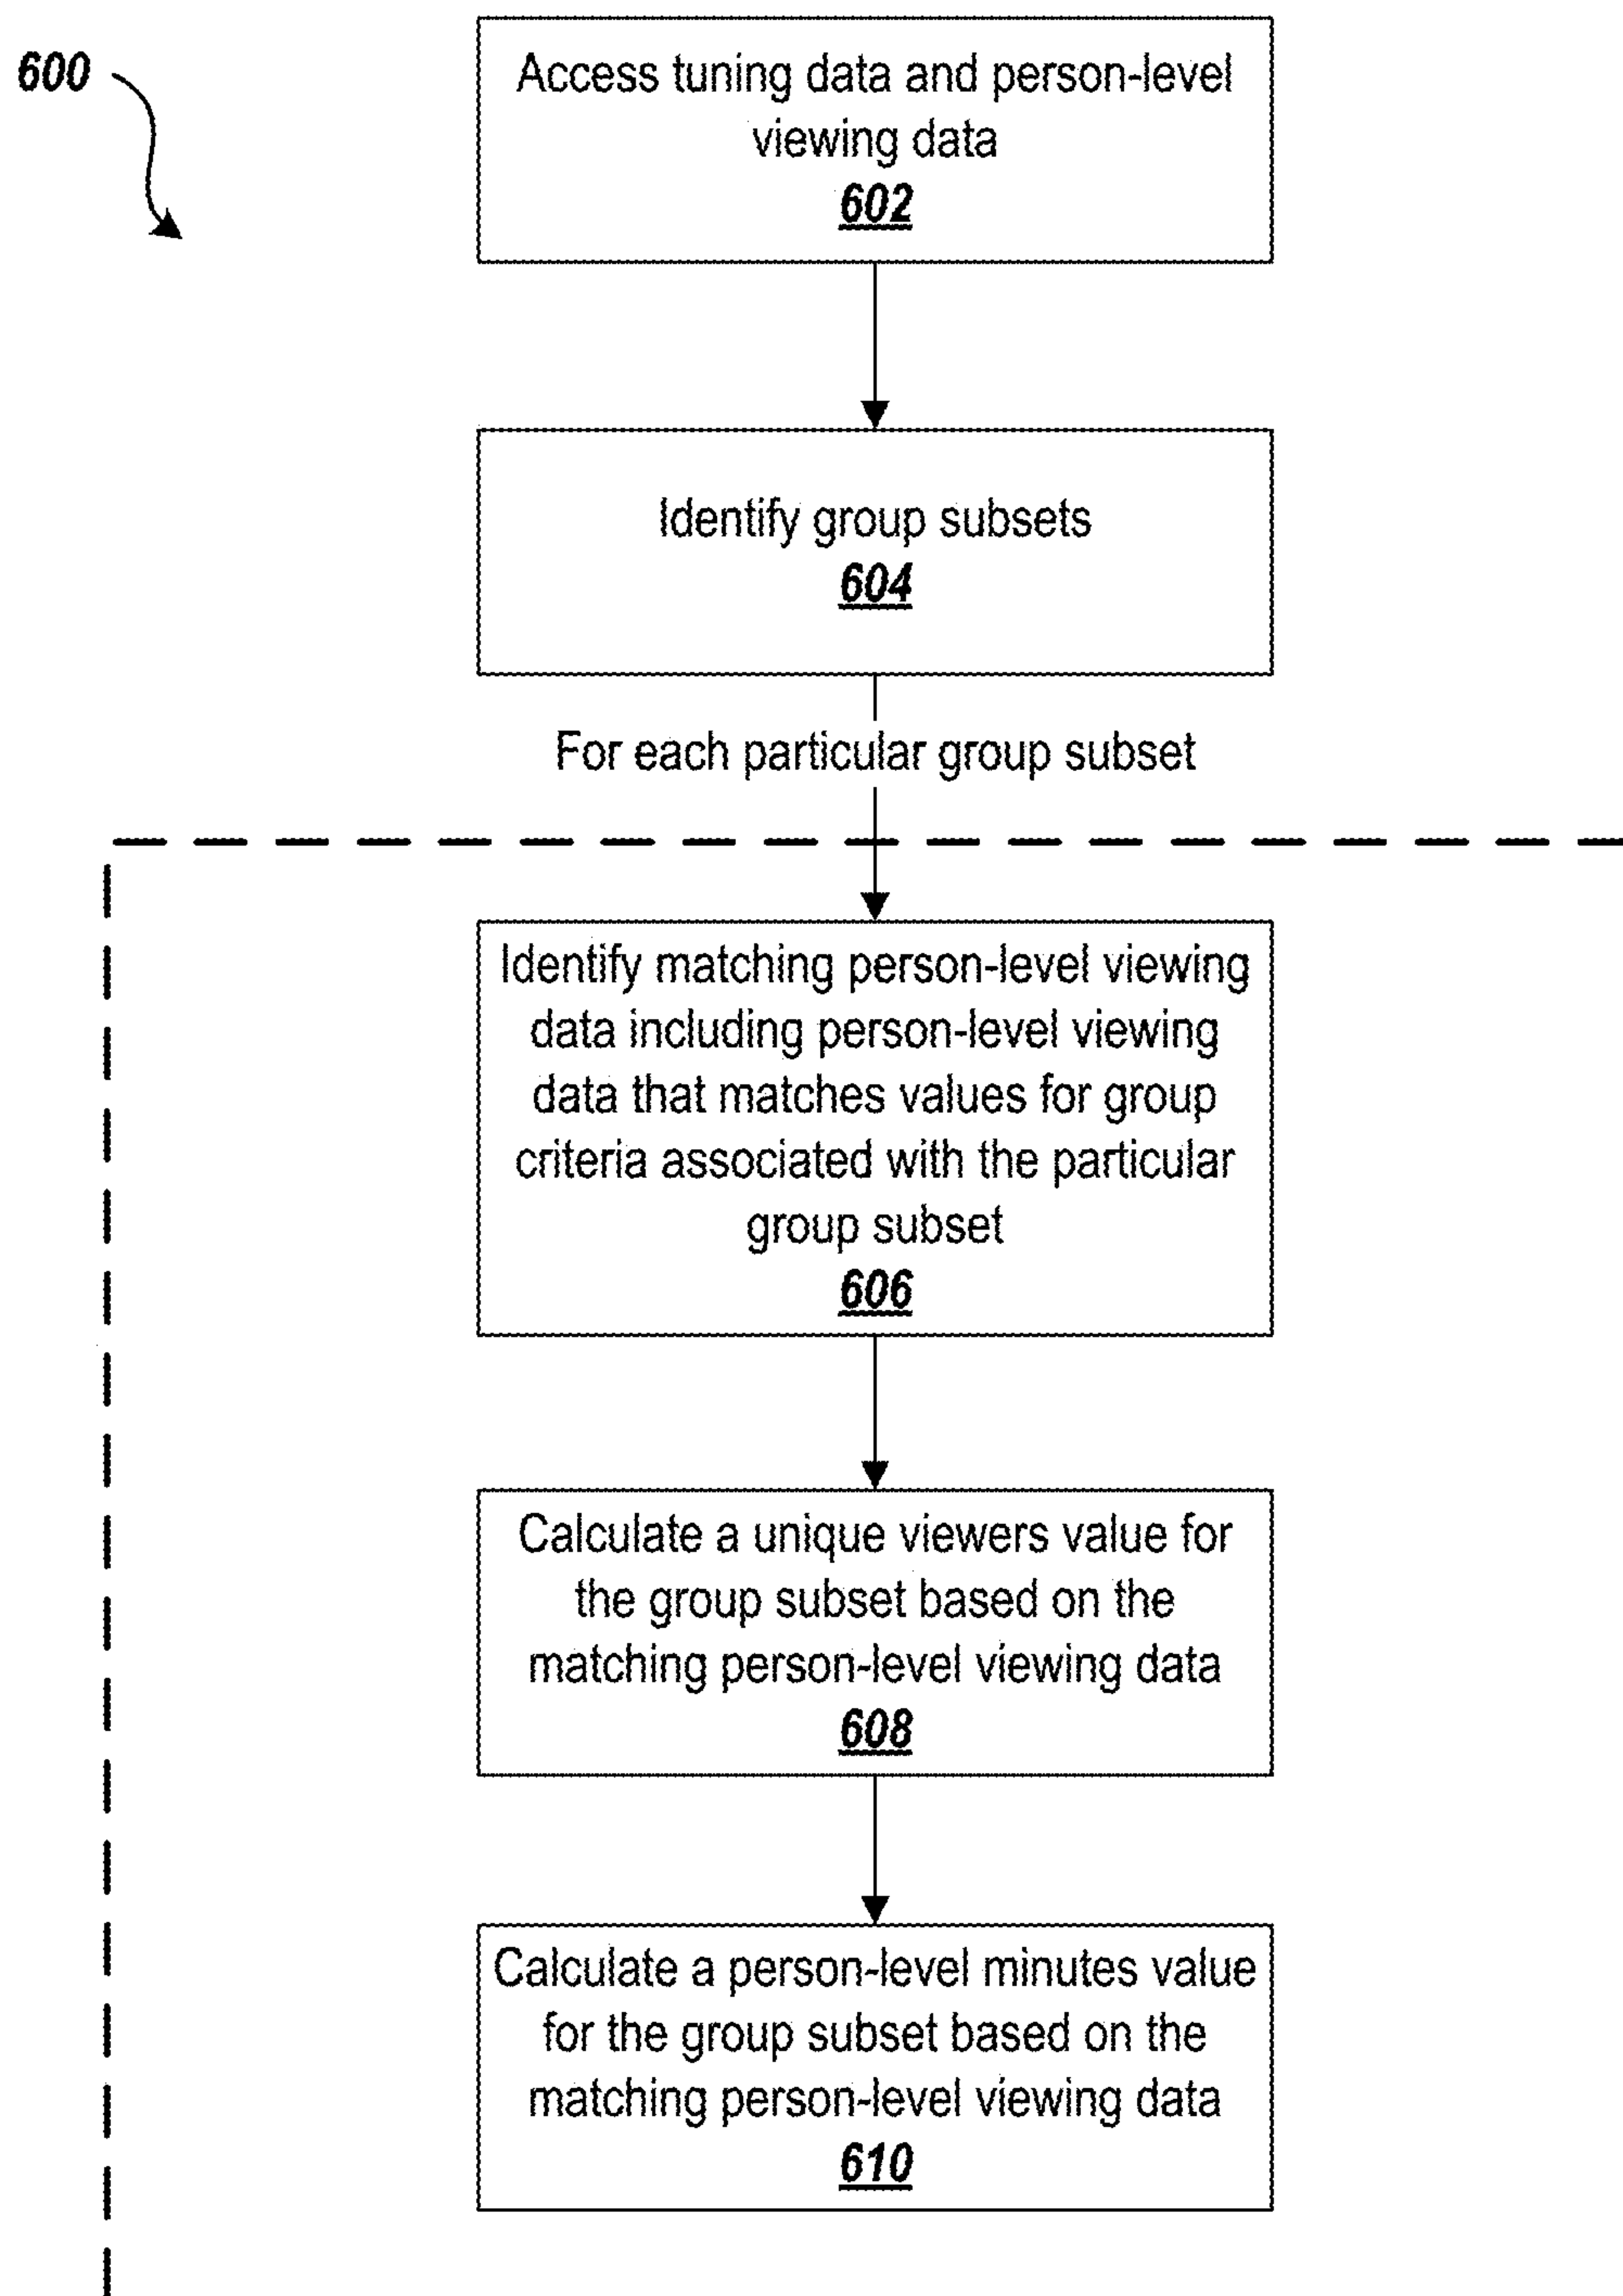 600
Access tuning data and person-level
viewing data
602
Identify group subsets
604
For each particular group subset
Identify matching person-level viewing
data including person-level viewing
data that matches values for group
criteria associated with the particular
group subset
606
Calculate a unique viewers value for
the group subset based on the
matching person-level viewing data
608
Calculate a person-level minutes value
for the group subset based on the
matching person-level viewing data
610